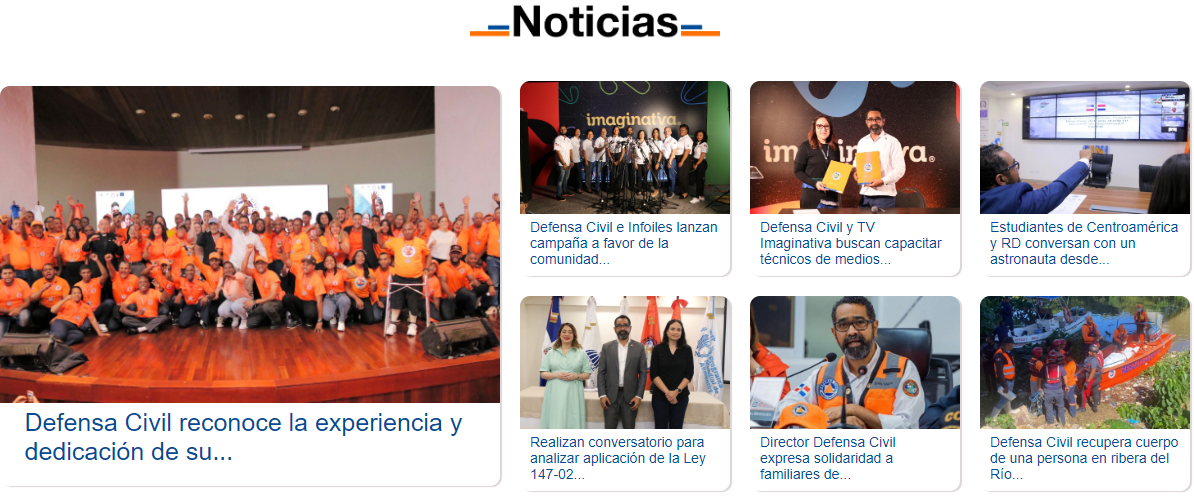 Noticias
Defensa Civil reconoce la experiencia y
dedicación de su...
imaginativa.
Defensa Civil e Infoiles lanzan
campaña a favor de la
comunidad...
imaginativa®
Defensa Civil y TV
Imaginativa buscan capacitar
técnicos de medios...
Estudiantes de Centroamérica
y RD conversan con un
astronauta desde...
Realizan conversatorio para
analizar aplicación de la Ley
147-02...
Director Defensa Civil
expresa solidaridad a
familiares de...
Defensa Civil recupera cuerpo
de una persona en ribera del
Río...